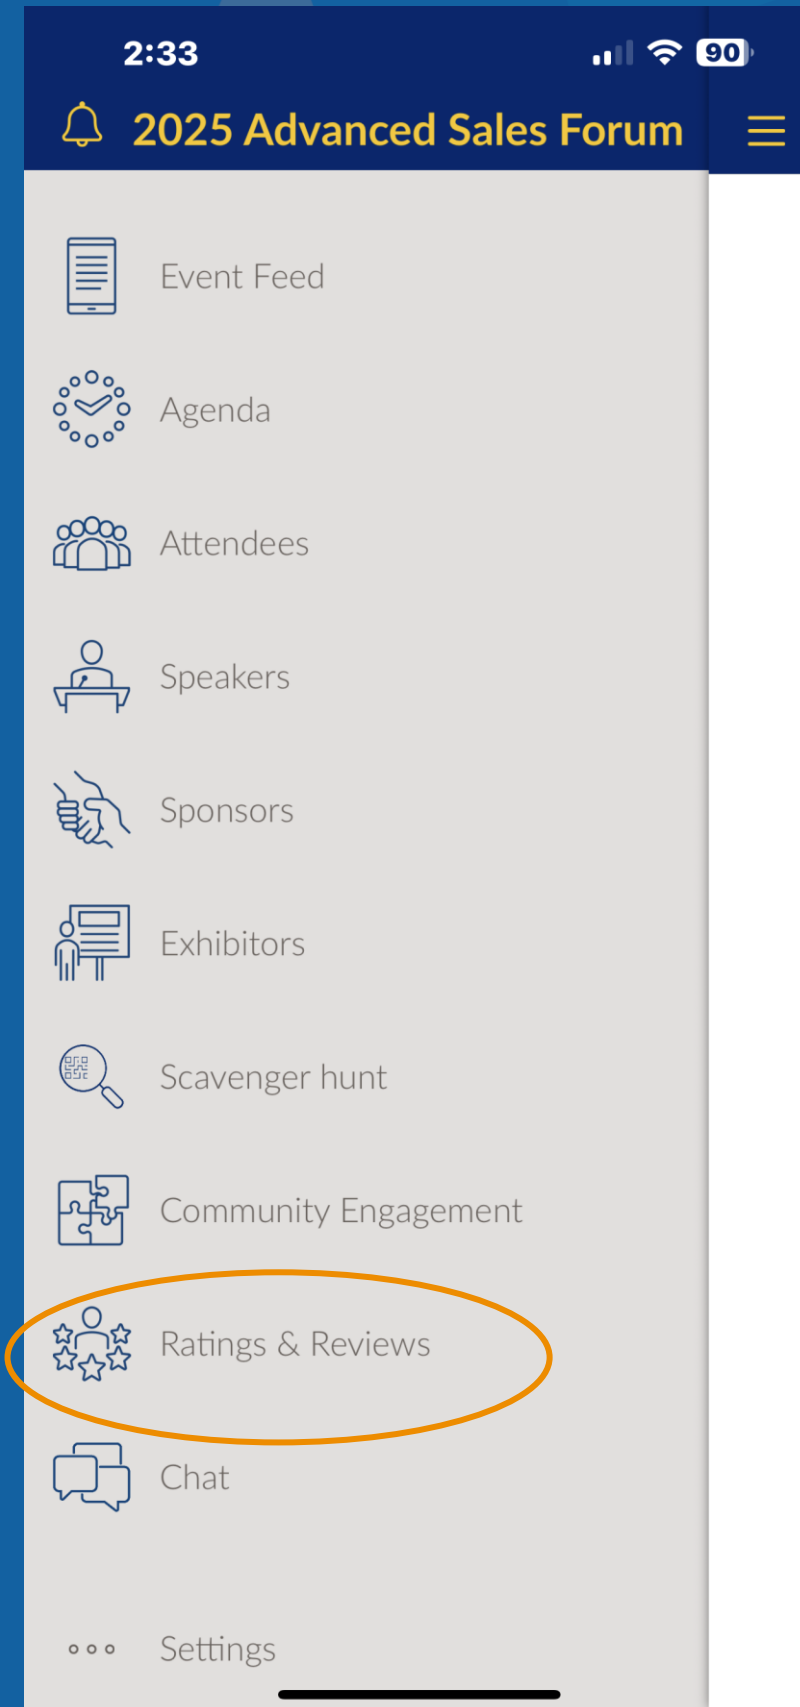 2:33
90
2025 Advanced Sales Forum
Event Feed
Agenda
Attendees
Speakers
Sponsors
Exhibitors
Scavenger hunt
Community Engagement
Ratings & Reviews
Chat
Settings